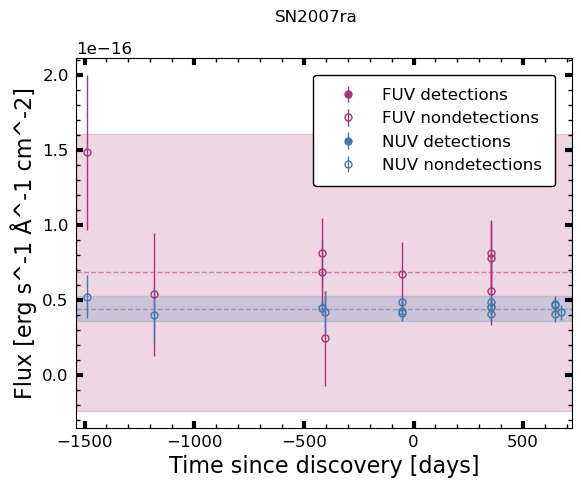 SN2007ra
1e−16
2.0
1.5
1.0
0.5
0.0
Flux [erg s^-1 Å^-1 cm^-2]
FUV detections
FUV nondetections
NUV detections
NUV nondetections
−1500 −1000 −500 0 500
Time since discovery [days]